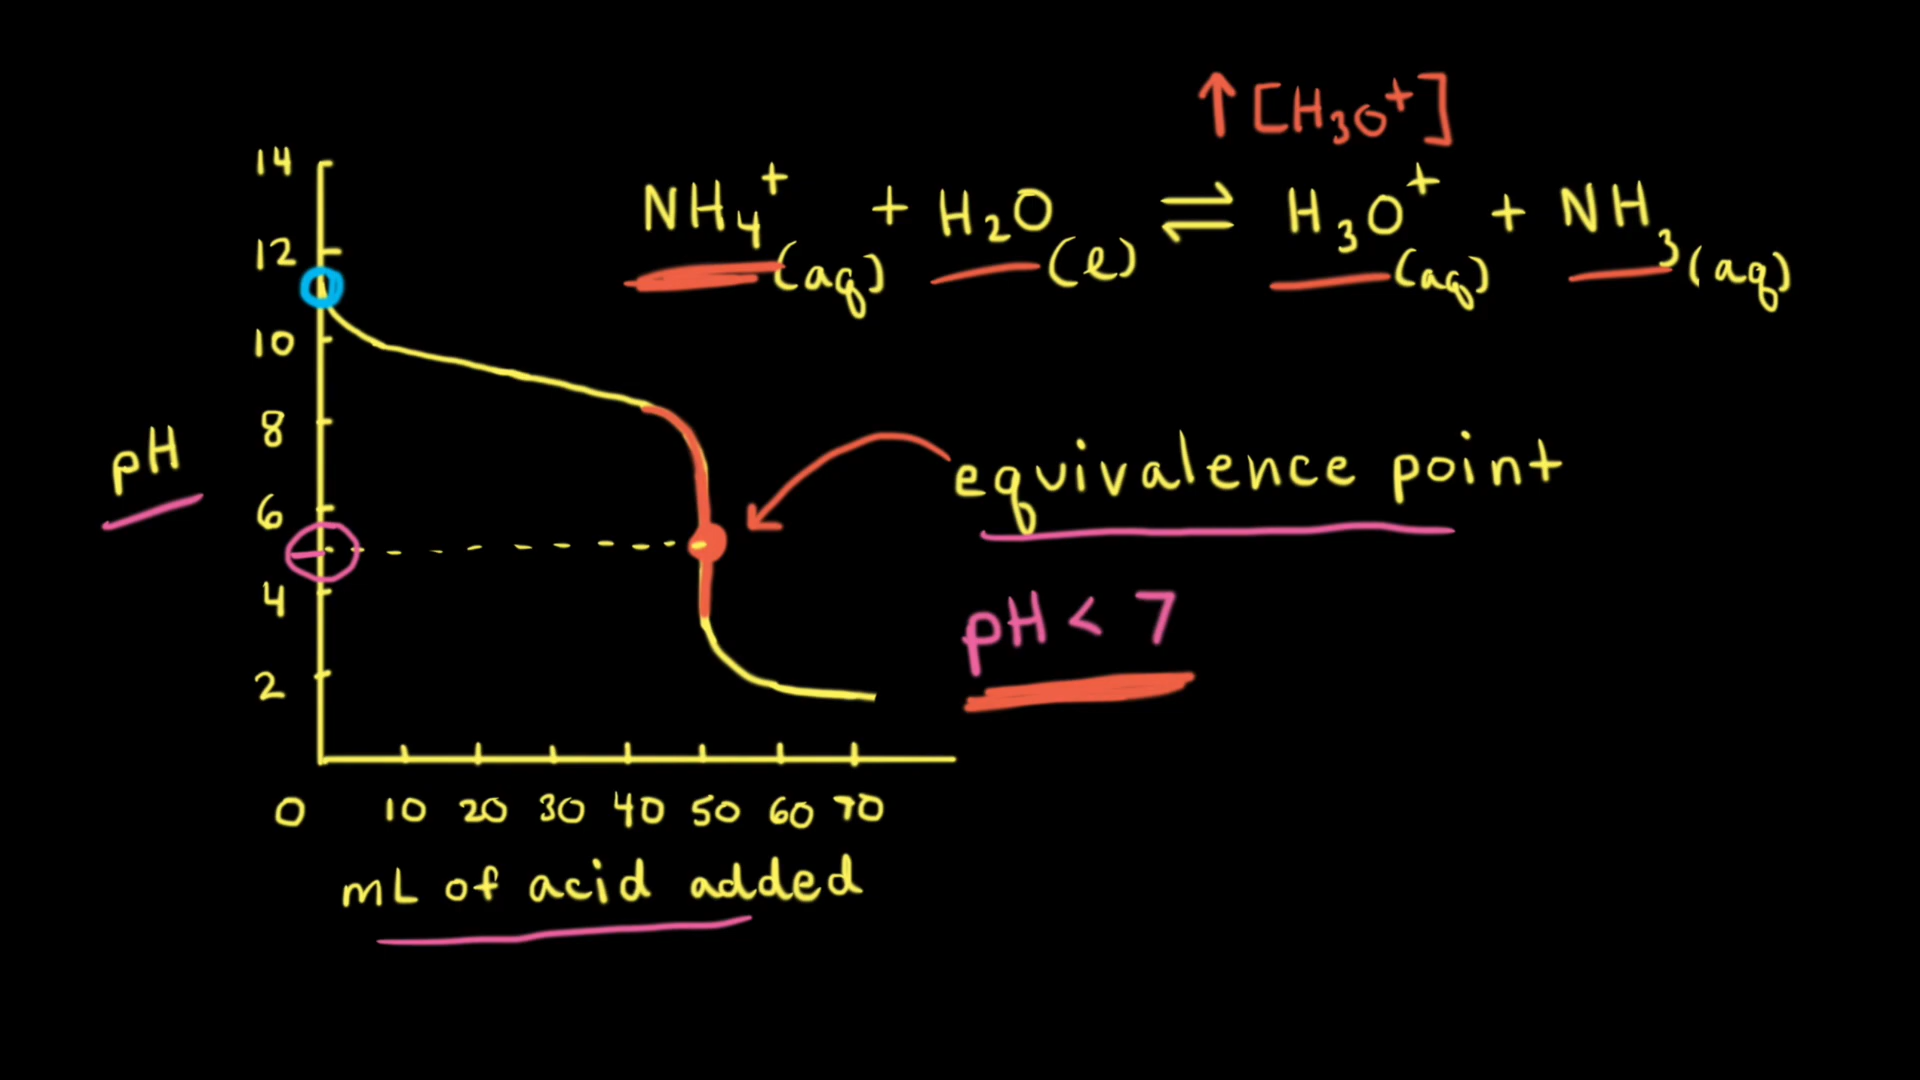 ↑ [H₃O⁺]
NH₄⁺(aq) + H₂O(l) ⇌ H₃O⁺(aq) + NH₃(aq)
14
12
10
8
6
4
2
pH
equivalence point
pH < 7
0 10 20 30 40 50 60 70
mL of acid added